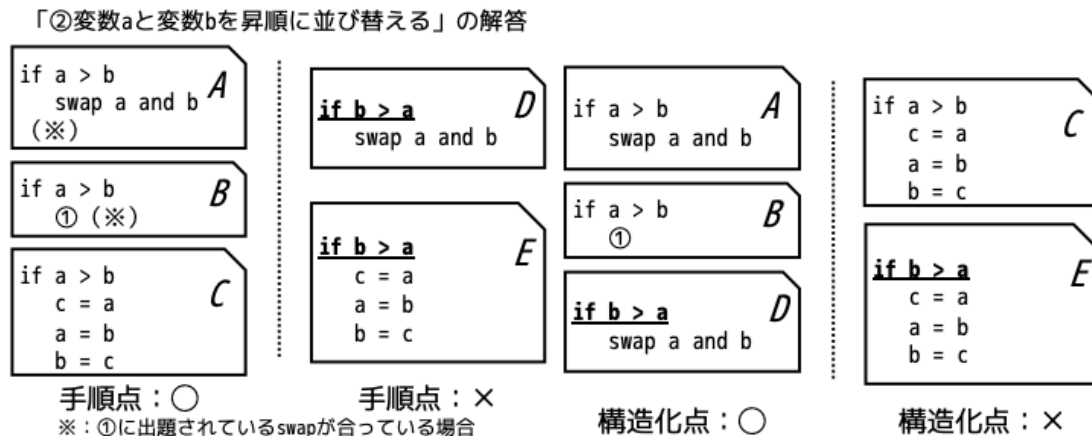 「②変数aと変数bを昇順に並び替える」の解答
if a > b
swap a and b
(※)
A
if a > b
① (※)
B
if a > b
c = a
a = b
b = c
C
手順点：○
※：①に出題されているswapが合っている場合
if b > a
swap a and b
D
if b > a
c = a
a = b
b = c
E
手順点：×
if a > b
swap a and b
A
if a > b
①
B
if b > a
swap a and b
D
構造化点：○
if a > b
c = a
a = b
b = c
C
if b > a
c = a
a = b
b = c
E
構造化点：×